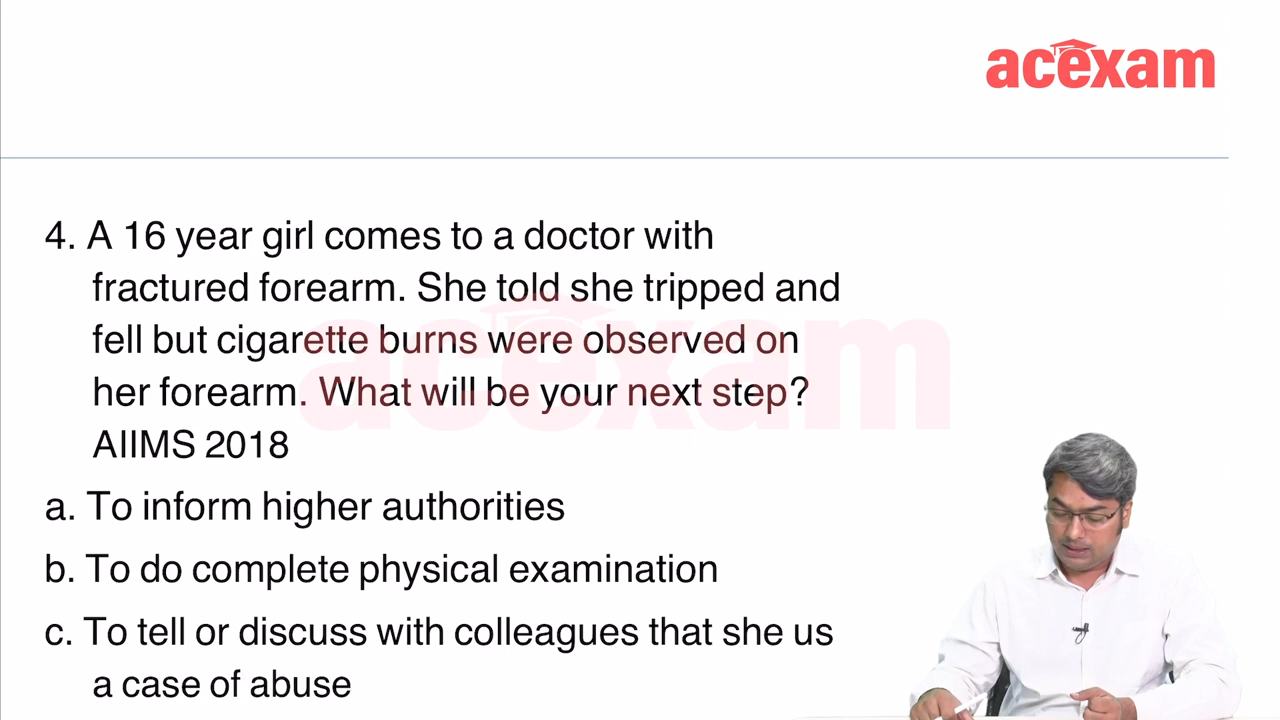 acexam
4. A 16 year girl comes to a doctor with
fractured forearm. She told she tripped and
fell but cigarette burns were observed on
her forearm. What will be your next step?
AIIMS 2018
a. To inform higher authorities
b. To do complete physical examination
c. To tell or discuss with colleagues that she us
a case of abuse
acexam